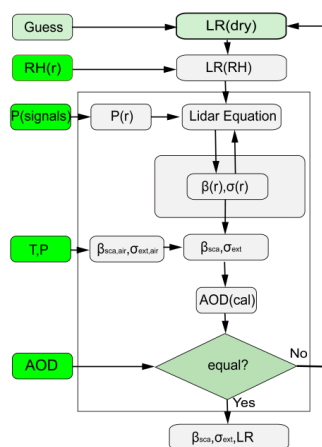 Guess
LR(dry)
RH(r)
LR(RH)
P(signals)
P(r)
Lidar Equation
β(r),σ(r)
T,P
βsca,air,σext,air
βsca,σext
AOD(cal)
AOD
equal?
No
Yes
βsca,σext,LR